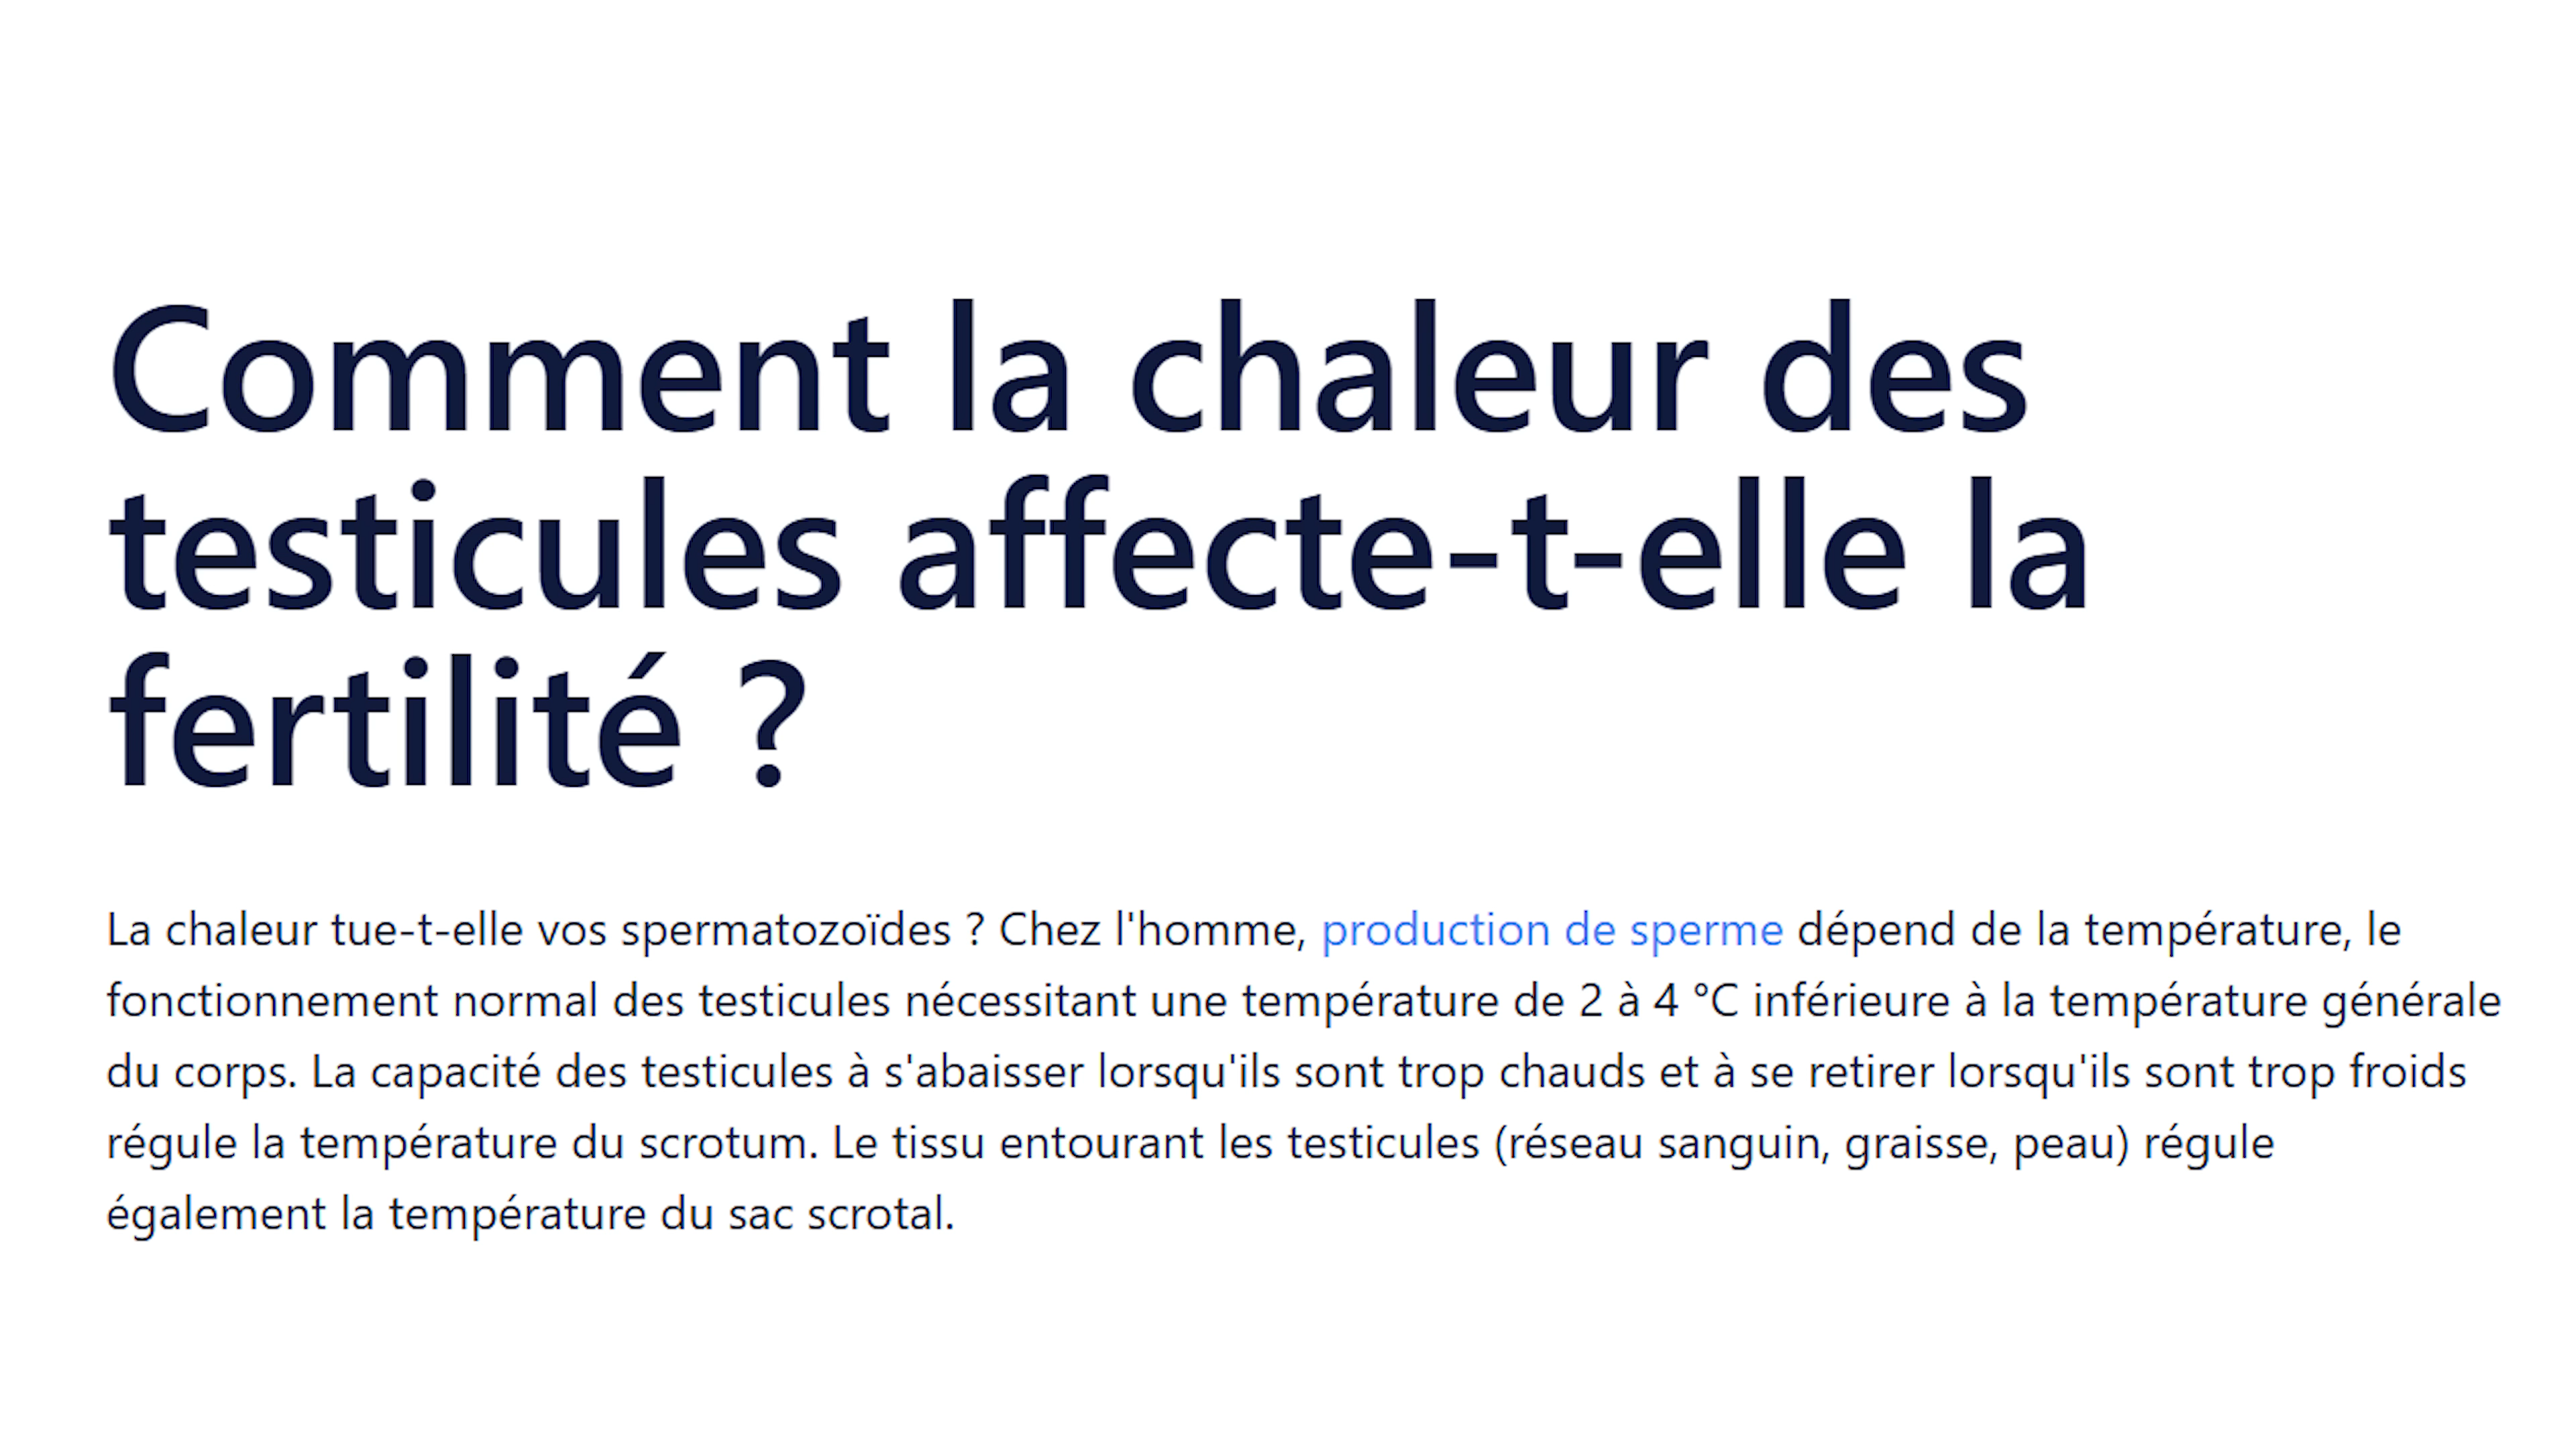 Comment la chaleur des
testicules affecte-t-elle la
fertilité ?
La chaleur tue-t-elle vos spermatozoïdes ? Chez l'homme, production de sperme dépend de la température, le
fonctionnement normal des testicules nécessitant une température de 2 à 4 °C inférieure à la température générale
du corps. La capacité des testicules à s'abaisser lorsqu'ils sont trop chauds et à se retirer lorsqu'ils sont trop froids
régule la température du scrotum. Le tissu entourant les testicules (réseau sanguin, graisse, peau) régule
également la température du sac scrotal.